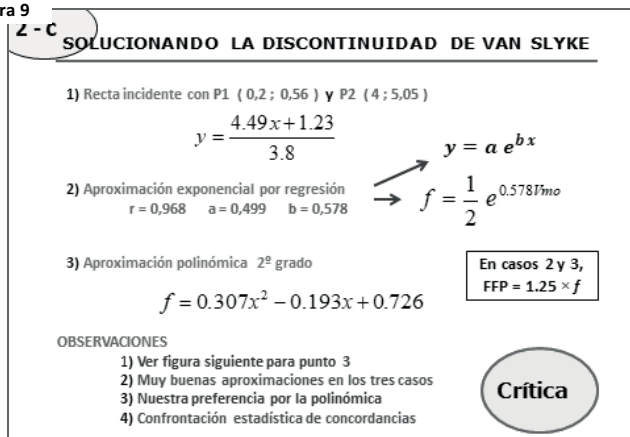 ra 9
2 - C
SOLUCIONANDO LA DISCONTINUIDAD DE VAN SLYKE
1) Recta incidente con P1 ( 0,2 ; 0,56 ) y P2 ( 4 ; 5,05 )
y = \frac{4.49x+1.23}{3.8}
y = a e^{bx}
2) Aproximación exponencial por regresión
r = 0,968 a = 0,499 b = 0,578
f = \frac{1}{2} e^{0.578Vmo}
3) Aproximación polinómica 2º grado
f = 0.307x² − 0.193x + 0.726
En casos 2 y 3,
FFP = 1.25 × f
OBSERVACIONES
1) Ver figura siguiente para punto 3
2) Muy buenas aproximaciones en los tres casos
3) Nuestra preferencia por la polinómica
4) Confrontación estadística de concordancias
Crítica